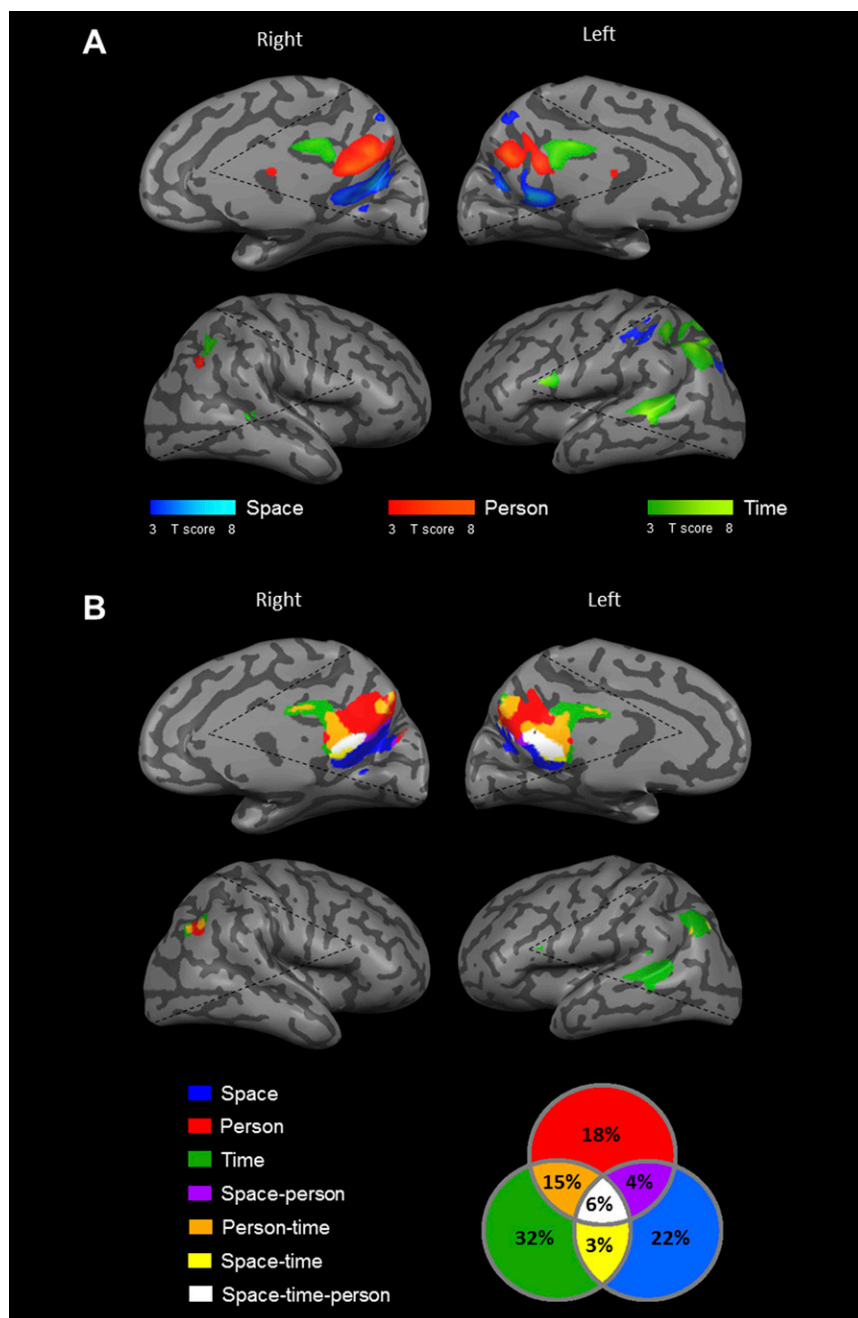 A
Right Left
3 T score 8 Space 3 T score 8 Person 3 T score 8 Time
B
Right Left
Space
Person
Time
Space-person
Person-time
Space-time
Space-time-person
18%
15% 4%
6%
32% 3% 22%